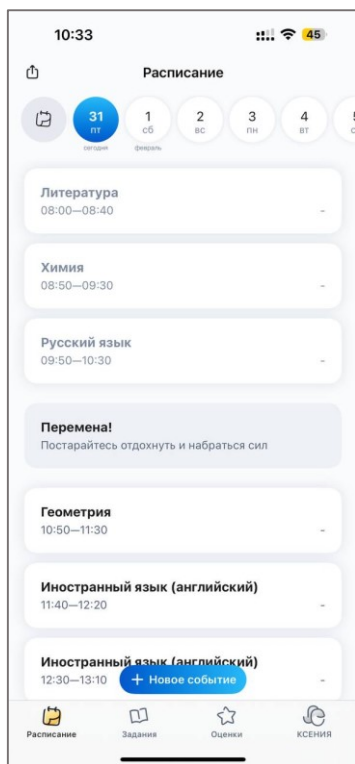 10:33
45
Расписание
31
пт
сегодня
1
сб
февраль
2
вс
3
пн
4
вт
Литература
08:00—08:40
-
Химия
08:50—09:30
-
Русский язык
09:50—10:30
-
Перемена!
Постарайтесь отдохнуть и набраться сил
Геометрия
10:50—11:30
-
Иностранный язык (английский)
11:40—12:20
-
Иностранный язык (английский)
12:30—13:10
-
+ Новое событие
Расписание
Задания
Оценки
КСЕНИЯ